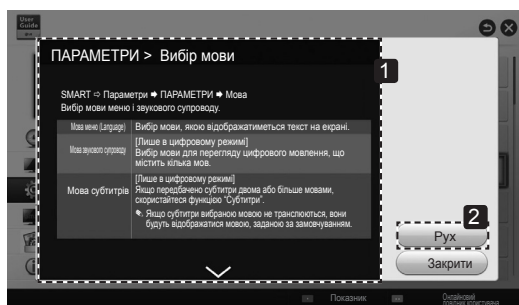 User
Guide
ПАРАМЕТРИ > Вибір мови
1
SMART ⇨ Параметри ➡ ПАРАМЕТРИ ➡ Мова
Вибір мови меню і звукового супроводу.
Мова меню (Language) Вибір мови, якою відображатиметься текст на екрані.
Мова звукового супроводу
[Лише в цифровому режимі]
Вибір мови для перегляду цифрового мовлення, що
містить кілька мов.
Мова субтитрів
[Лише в цифровому режимі]
Якщо передбачено субтитри двома або більше мовами,
скористайтеся функцією "Субтитри".
Якщо субтитри вибраною мовою не транслюються, вони
будуть відображатися мовою, заданою за замовчуванням.
2
Рух
Закрити
Показник
Онлайновий
довідник користувача